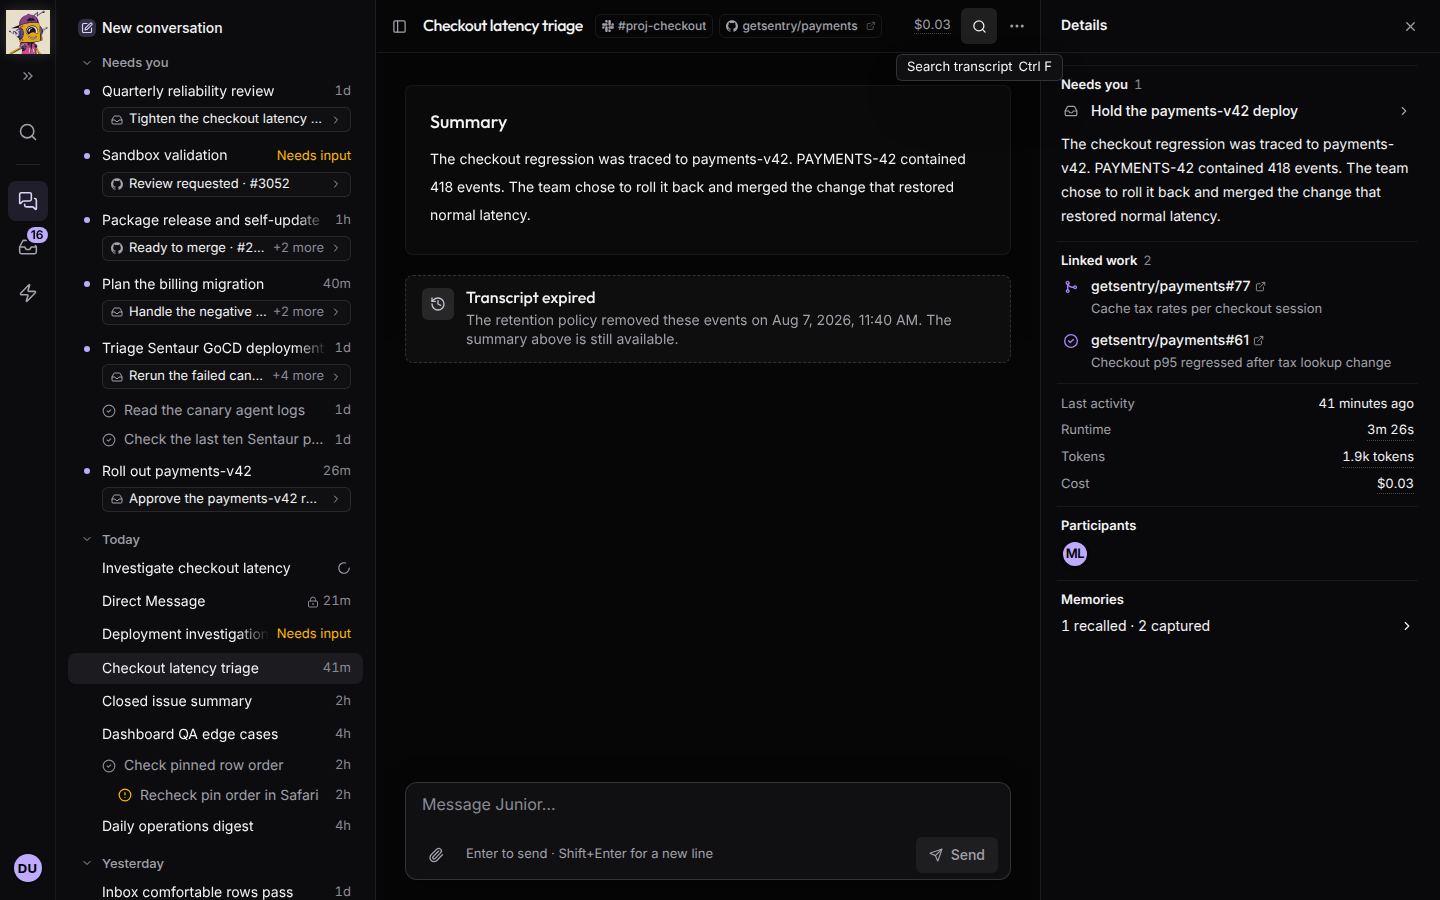 New conversation
Needs you
Quarterly reliability review 1d
Tighten the checkout latency ...
Sandbox validation Needs input
Review requested · #3052
Package release and self-update 1h
Ready to merge · #2... +2 more
Plan the billing migration 40m
Handle the negative ... +2 more
Triage Sentaur GoCD deployment 1d
Rerun the failed can... +4 more
Read the canary agent logs 1d
Check the last ten Sentaur p... 1d
Roll out payments-v42 26m
Approve the payments-v42 r...
Today
Investigate checkout latency
Direct Message 21m
Deployment investigation Needs input
Checkout latency triage 41m
Closed issue summary 2h
Dashboard QA edge cases 4h
Check pinned row order 2h
Recheck pin order in Safari 2h
Daily operations digest 4h
Yesterday
Inbox comfortable rows pass 1d
16
DU
Checkout latency triage #proj-checkout getsentry/payments $0.03
Search transcript Ctrl F
Summary
The checkout regression was traced to payments-v42. PAYMENTS-42 contained
418 events. The team chose to roll it back and merged the change that restored
normal latency.
Transcript expired
The retention policy removed these events on Aug 7, 2026, 11:40 AM. The
summary above is still available.
Message Junior...
Enter to send · Shift+Enter for a new line
Send
Details
Needs you 1
Hold the payments-v42 deploy
The checkout regression was traced to payments-
v42. PAYMENTS-42 contained 418 events. The team
chose to roll it back and merged the change that
restored normal latency.
Linked work 2
getsentry/payments#77
Cache tax rates per checkout session
getsentry/payments#61
Checkout p95 regressed after tax lookup change
Last activity 41 minutes ago
Runtime 3m 26s
Tokens 1.9k tokens
Cost $0.03
Participants
ML
Memories
1 recalled · 2 captured